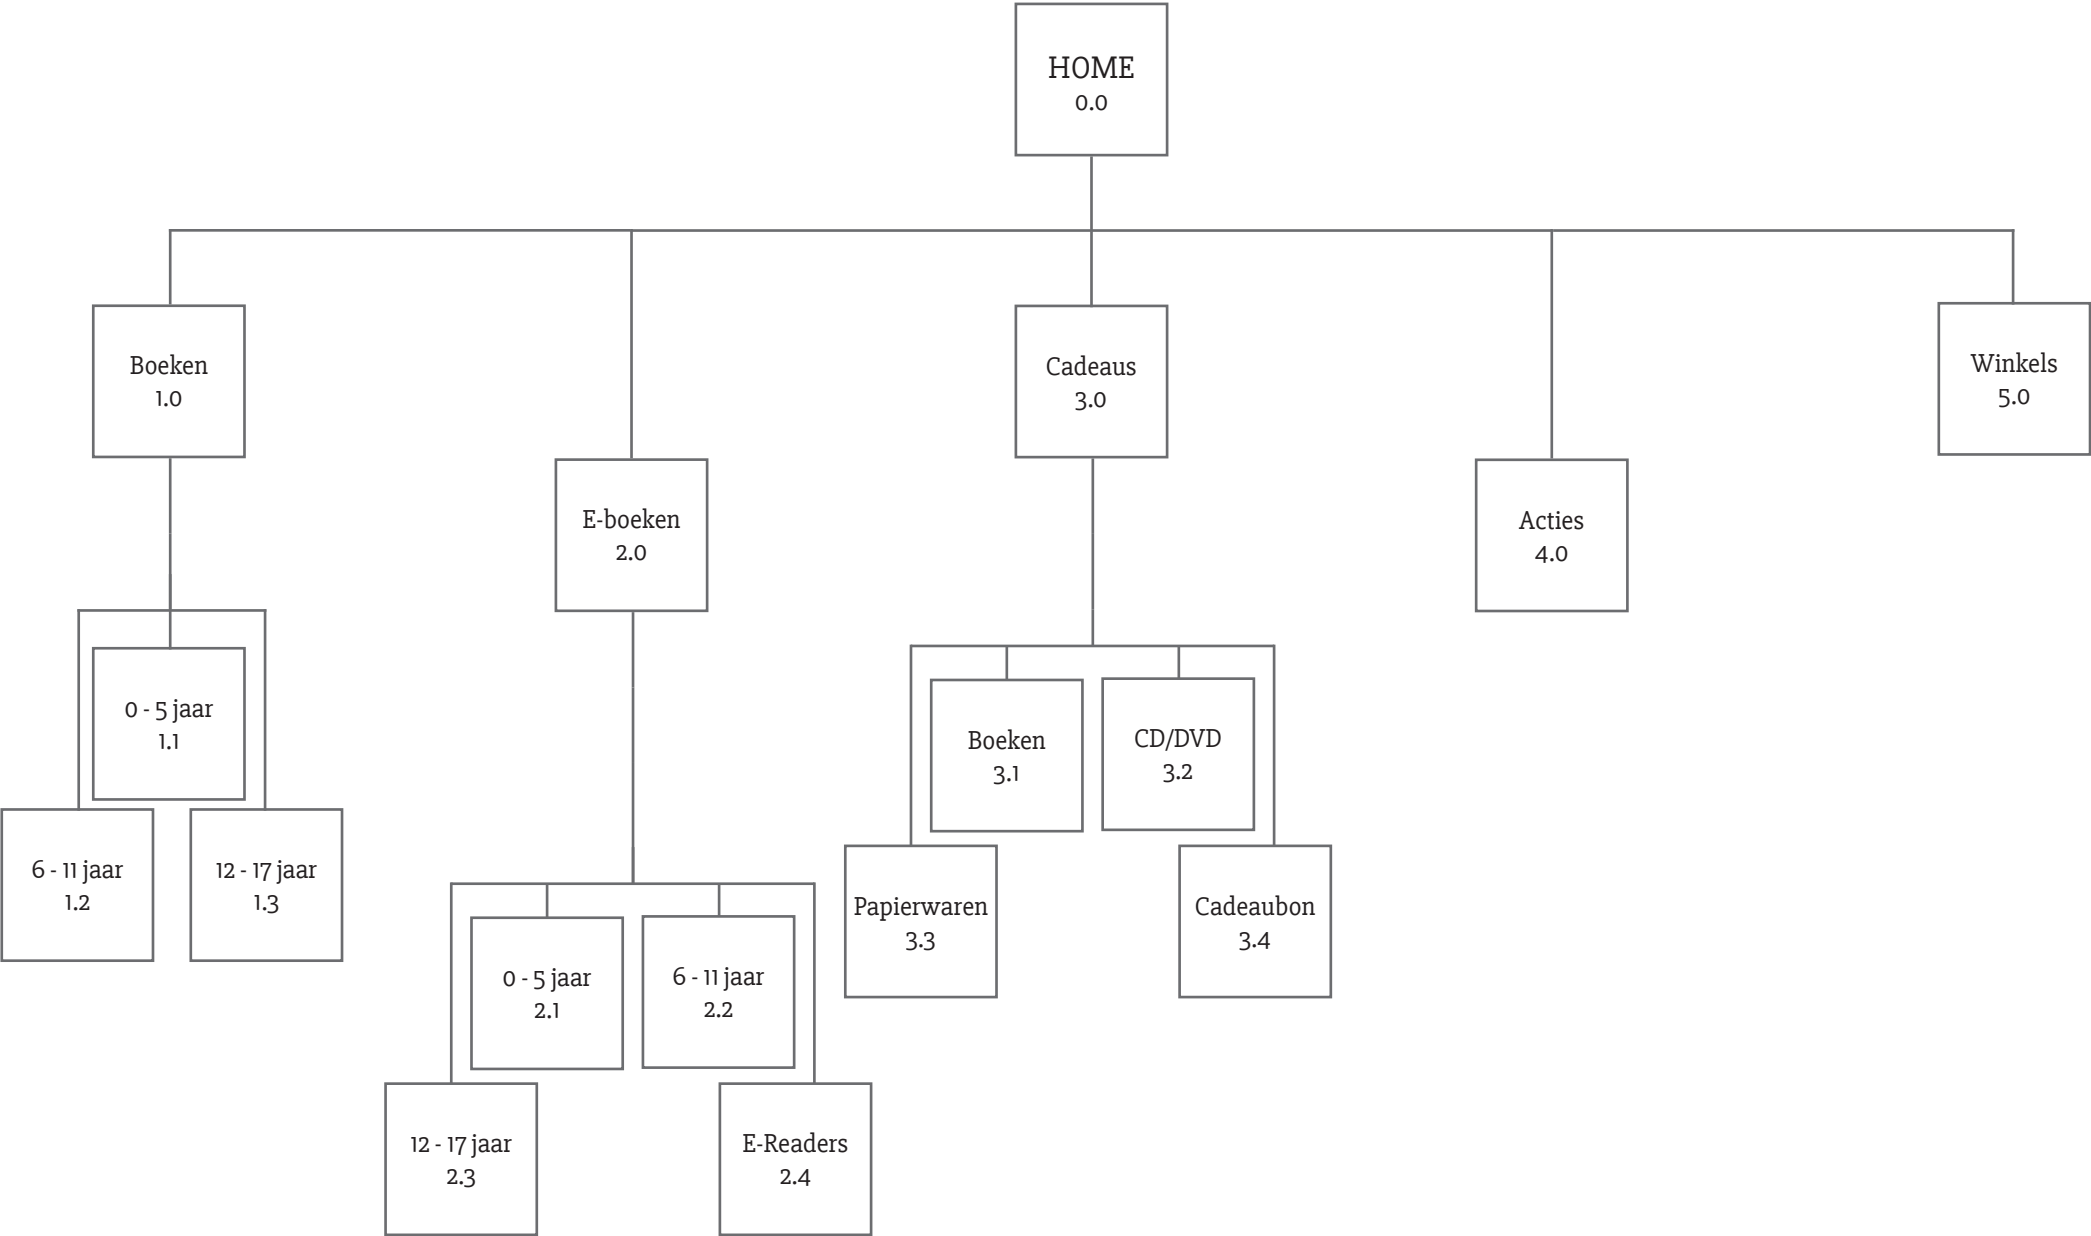 HOME
0.0
Boeken
1.0
E-boeken
2.0
Cadeaus
3.0
Acties
4.0
Winkels
5.0
0 - 5 jaar
1.1
6 - 11 jaar
1.2
12 - 17 jaar
1.3
0 - 5 jaar
2.1
6 - 11 jaar
2.2
12 - 17 jaar
2.3
E-Readers
2.4
Boeken
3.1
CD/DVD
3.2
Papierwaren
3.3
Cadeaubon
3.4